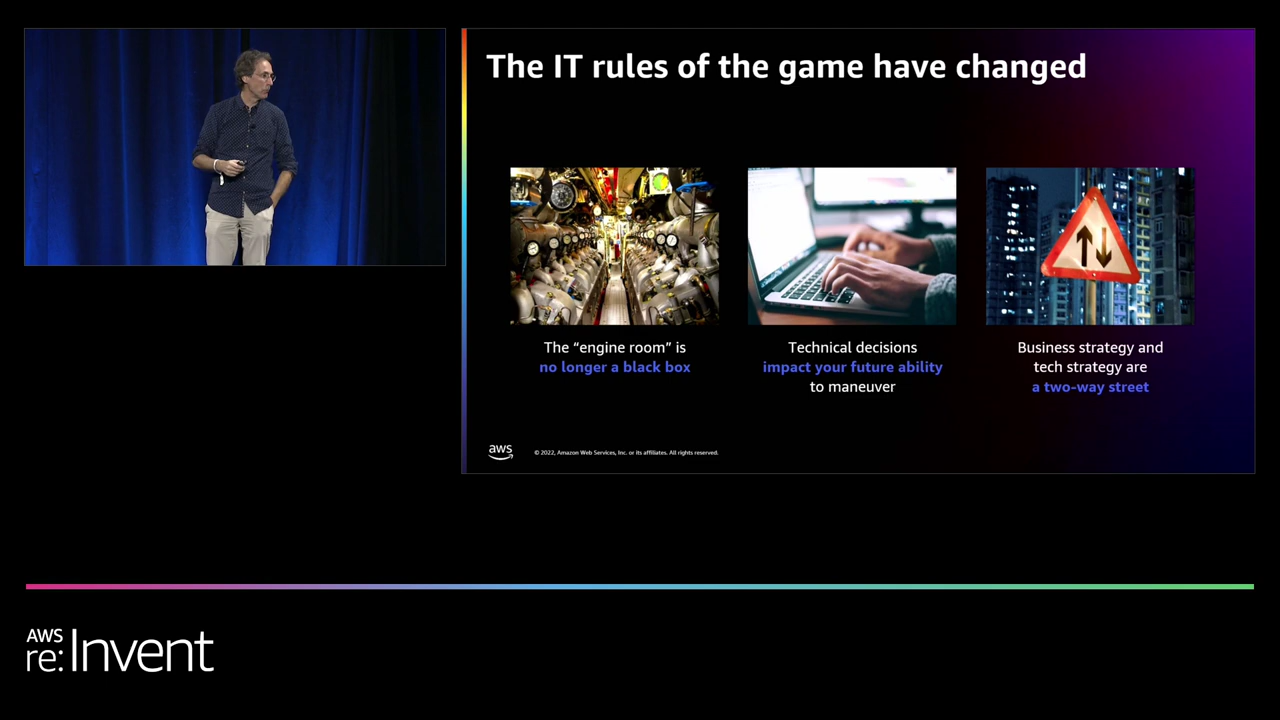 The IT rules of the game have changed
The “engine room” is
no longer a black box
Technical decisions
impact your future ability
to maneuver
Business strategy and
tech strategy are
a two-way street
aws
© 2022, Amazon Web Services, Inc. or its affiliates. All rights reserved.
AWS
re:Invent